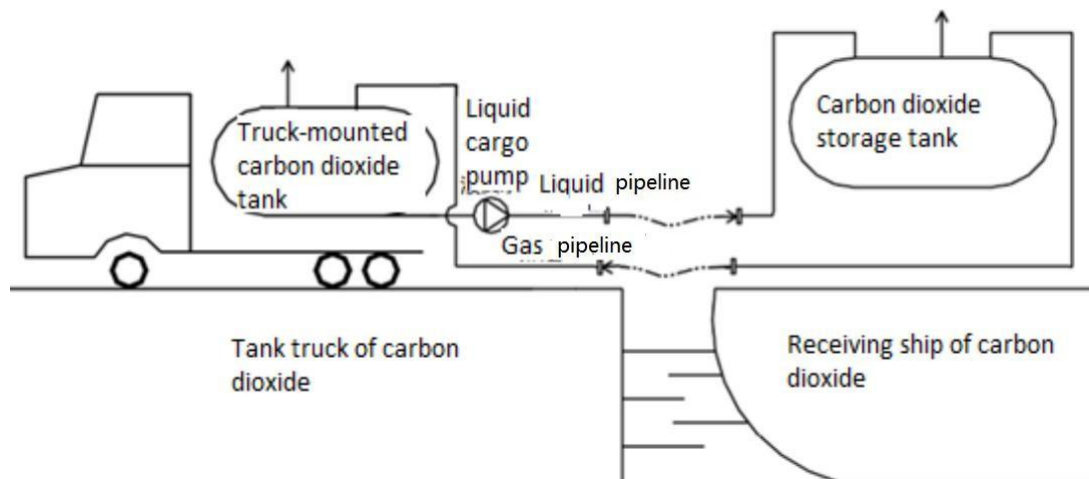 Truck-mounted
carbon dioxide
tank
Liquid
cargo
pump
Liquid pipeline
Gas pipeline
Carbon dioxide
storage tank
Tank truck of carbon
dioxide
Receiving ship of carbon
dioxide